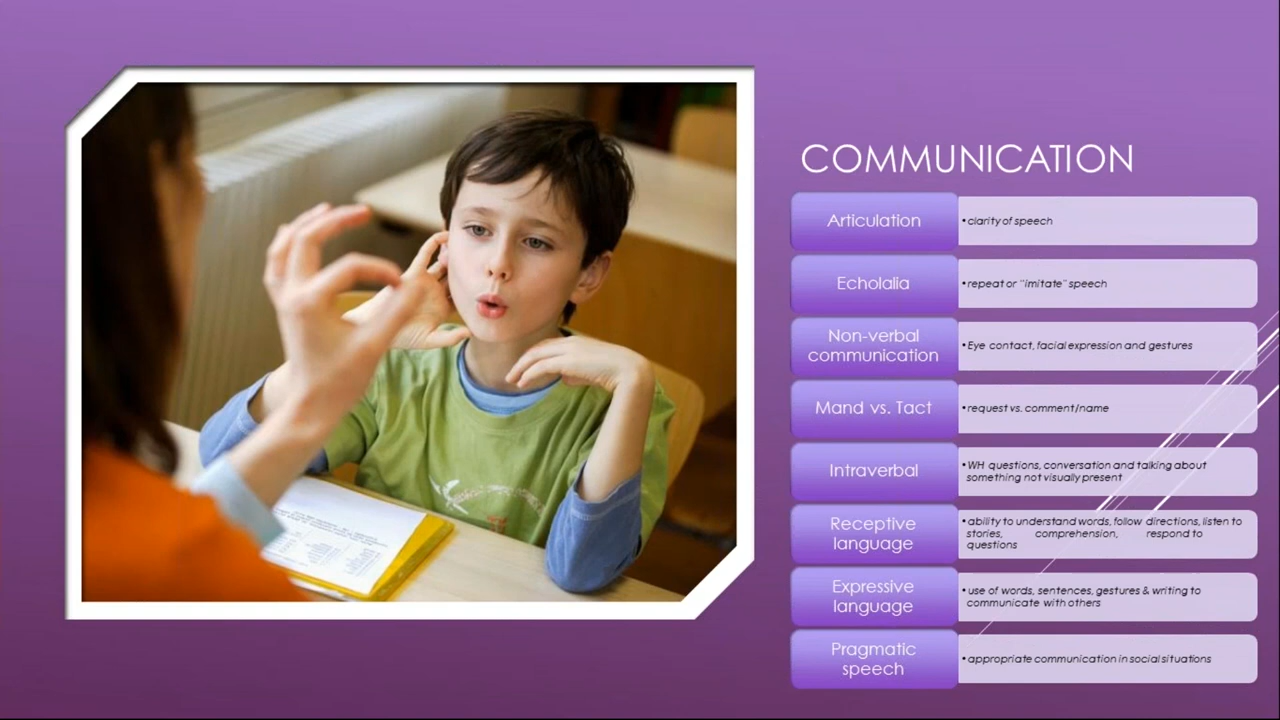 COMMUNICATION
Articulation
•clarity of speech
Echolalia
•repeat or "imitate" speech
Non-verbal
communication
•Eye contact, facial expression and gestures
Mand vs. Tact
•request vs. comment/name
Intraverbal
•WH questions, conversation and talking about
something not visually present
Receptive
language
•ability to understand words, follow directions, listen to
stories, comprehension, respond to
questions
Expressive
language
•use of words, sentences, gestures & writing to
communicate with others
Pragmatic
speech
•appropriate communication in social situations